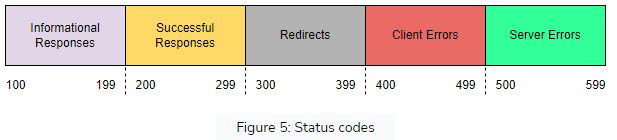 Informational
Responses
Successful
Responses
Redirects
Client Errors
Server Errors
100 199 200 299 300 399 400 499 500 599
Figure 5: Status codes